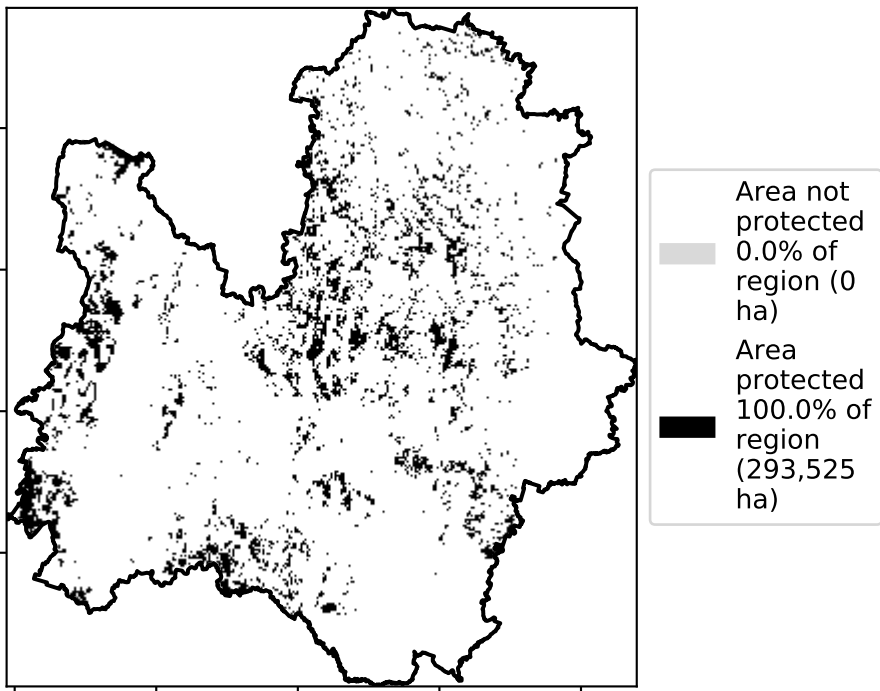 Area not
protected
0.0% of
region (0
ha)
Area
protected
100.0% of
region
(293,525
ha)